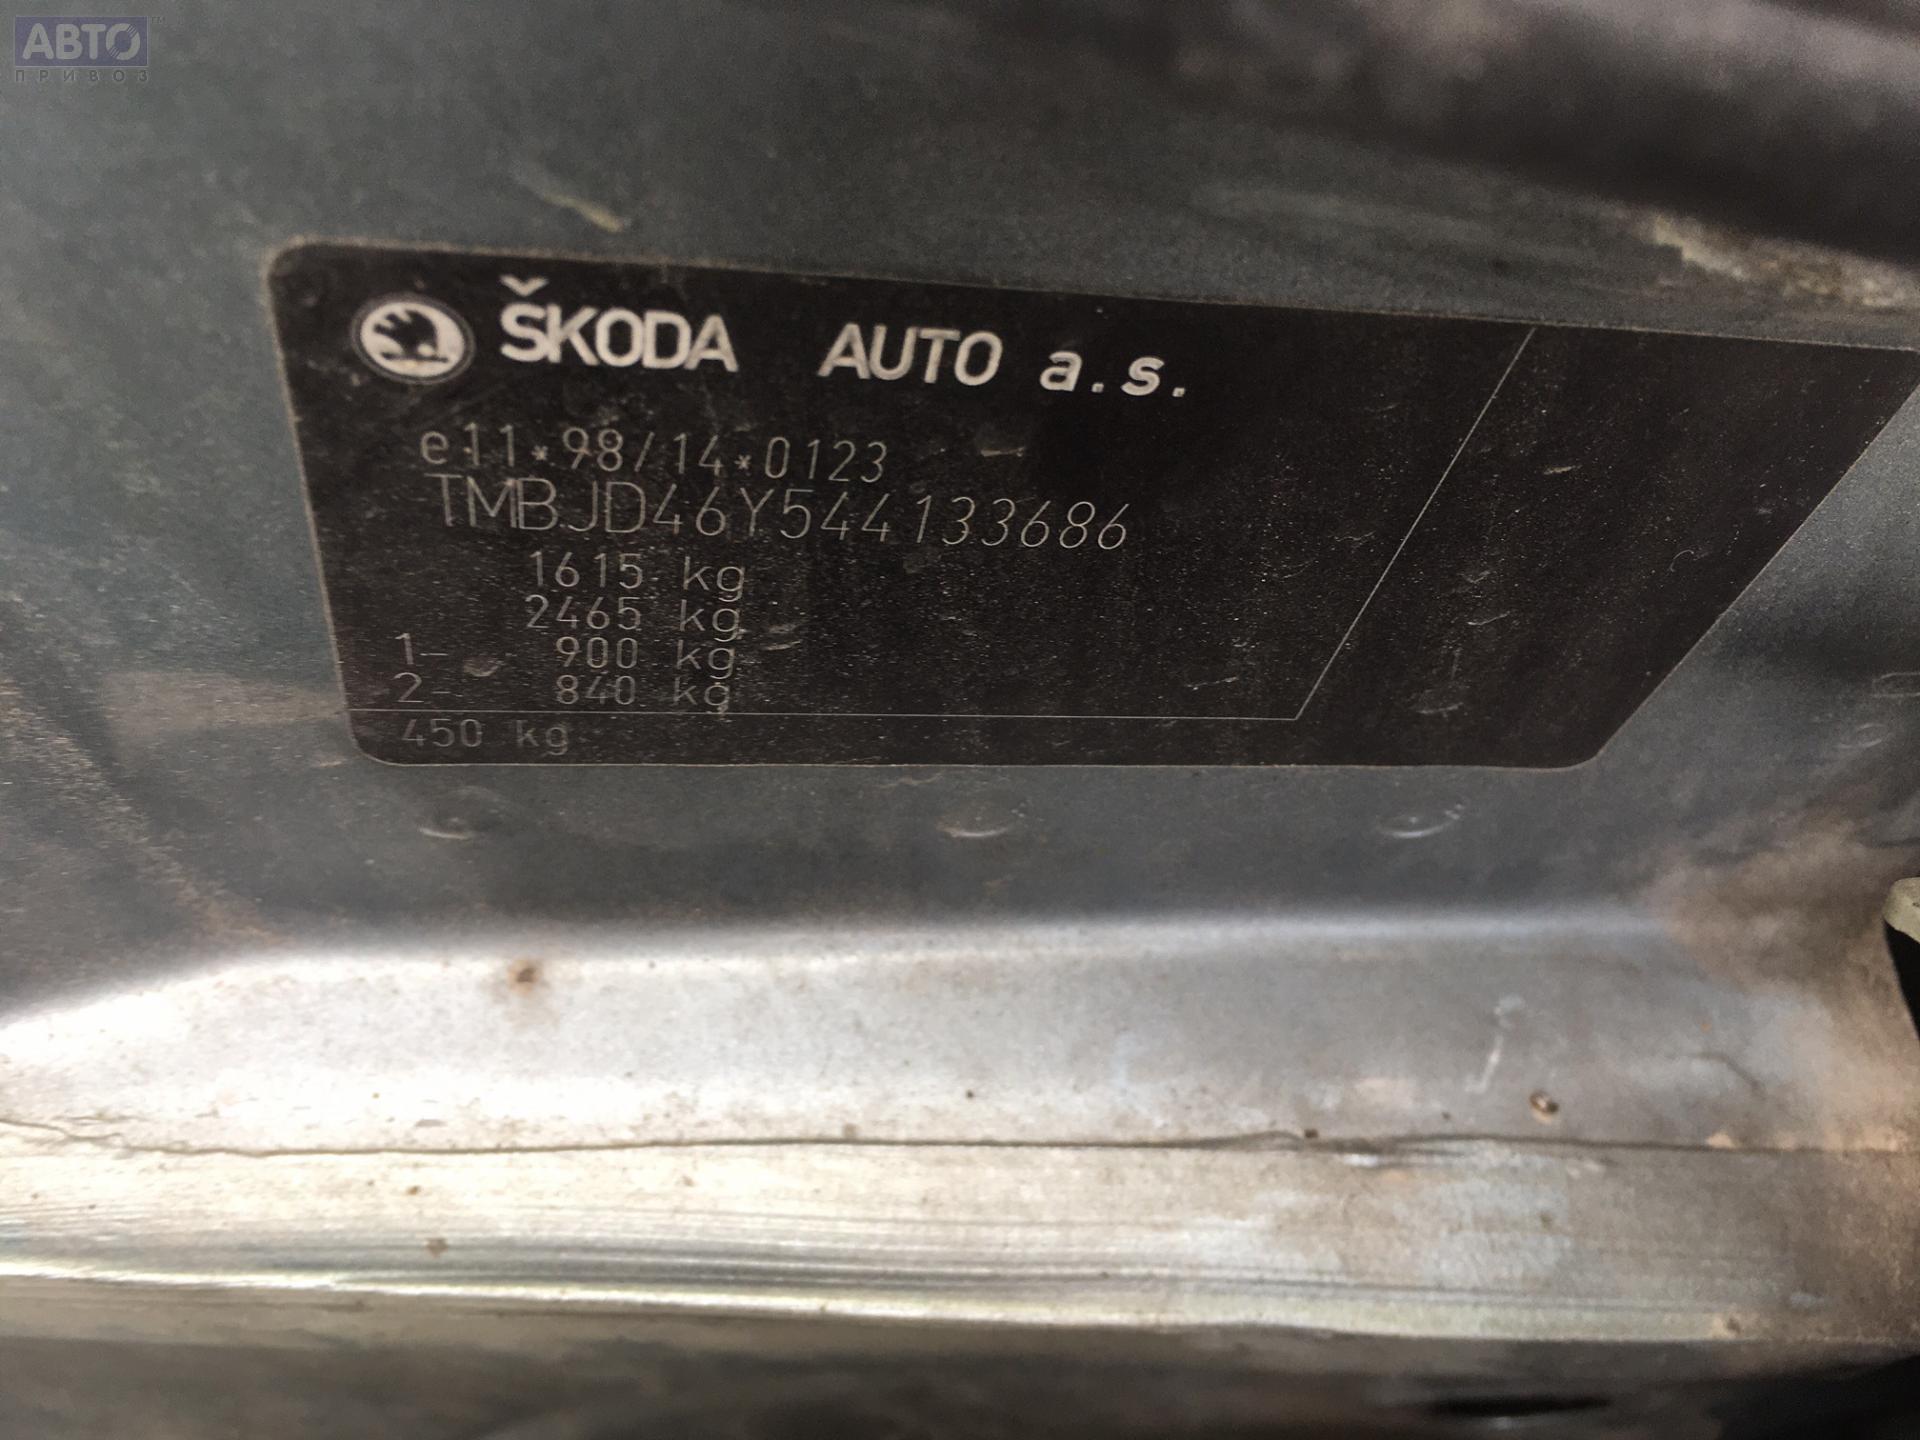 АВТО
ПРИВОЗ
ŠKODA AUTO a.s.
e11*98/14*0123
TMBJD46Y544133686
1615 kg
2465 kg
1- 900 kg
2- 840 kg
450 kg